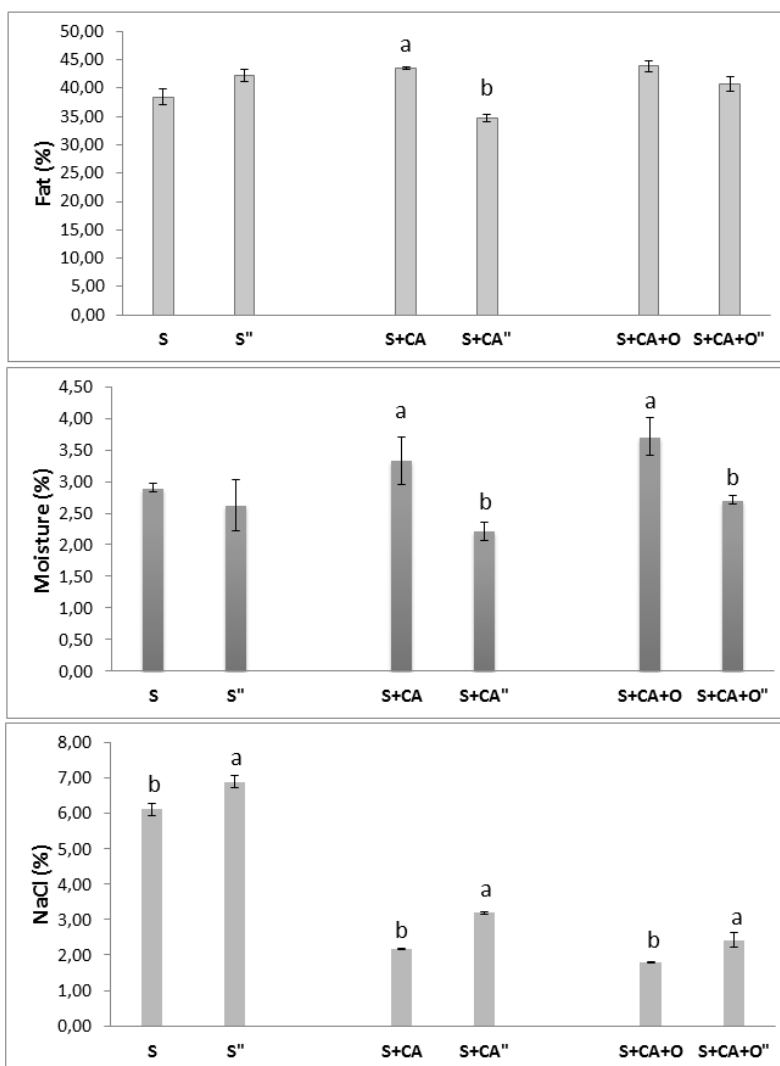 50,00
45,00
40,00
35,00
30,00
25,00
20,00
15,00
10,00
5,00
0,00
Fat (%)
a
b
S S" S+CA S+CA" S+CA+O S+CA+O"
4,50
4,00
3,50
3,00
2,50
2,00
1,50
1,00
0,50
0,00
Moisture (%)
a a
b b
S S" S+CA S+CA" S+CA+O S+CA+O"
8,00
7,00
6,00
5,00
4,00
3,00
2,00
1,00
0,00
NaCl (%)
b a
b a
b a
S S" S+CA S+CA" S+CA+O S+CA+O"